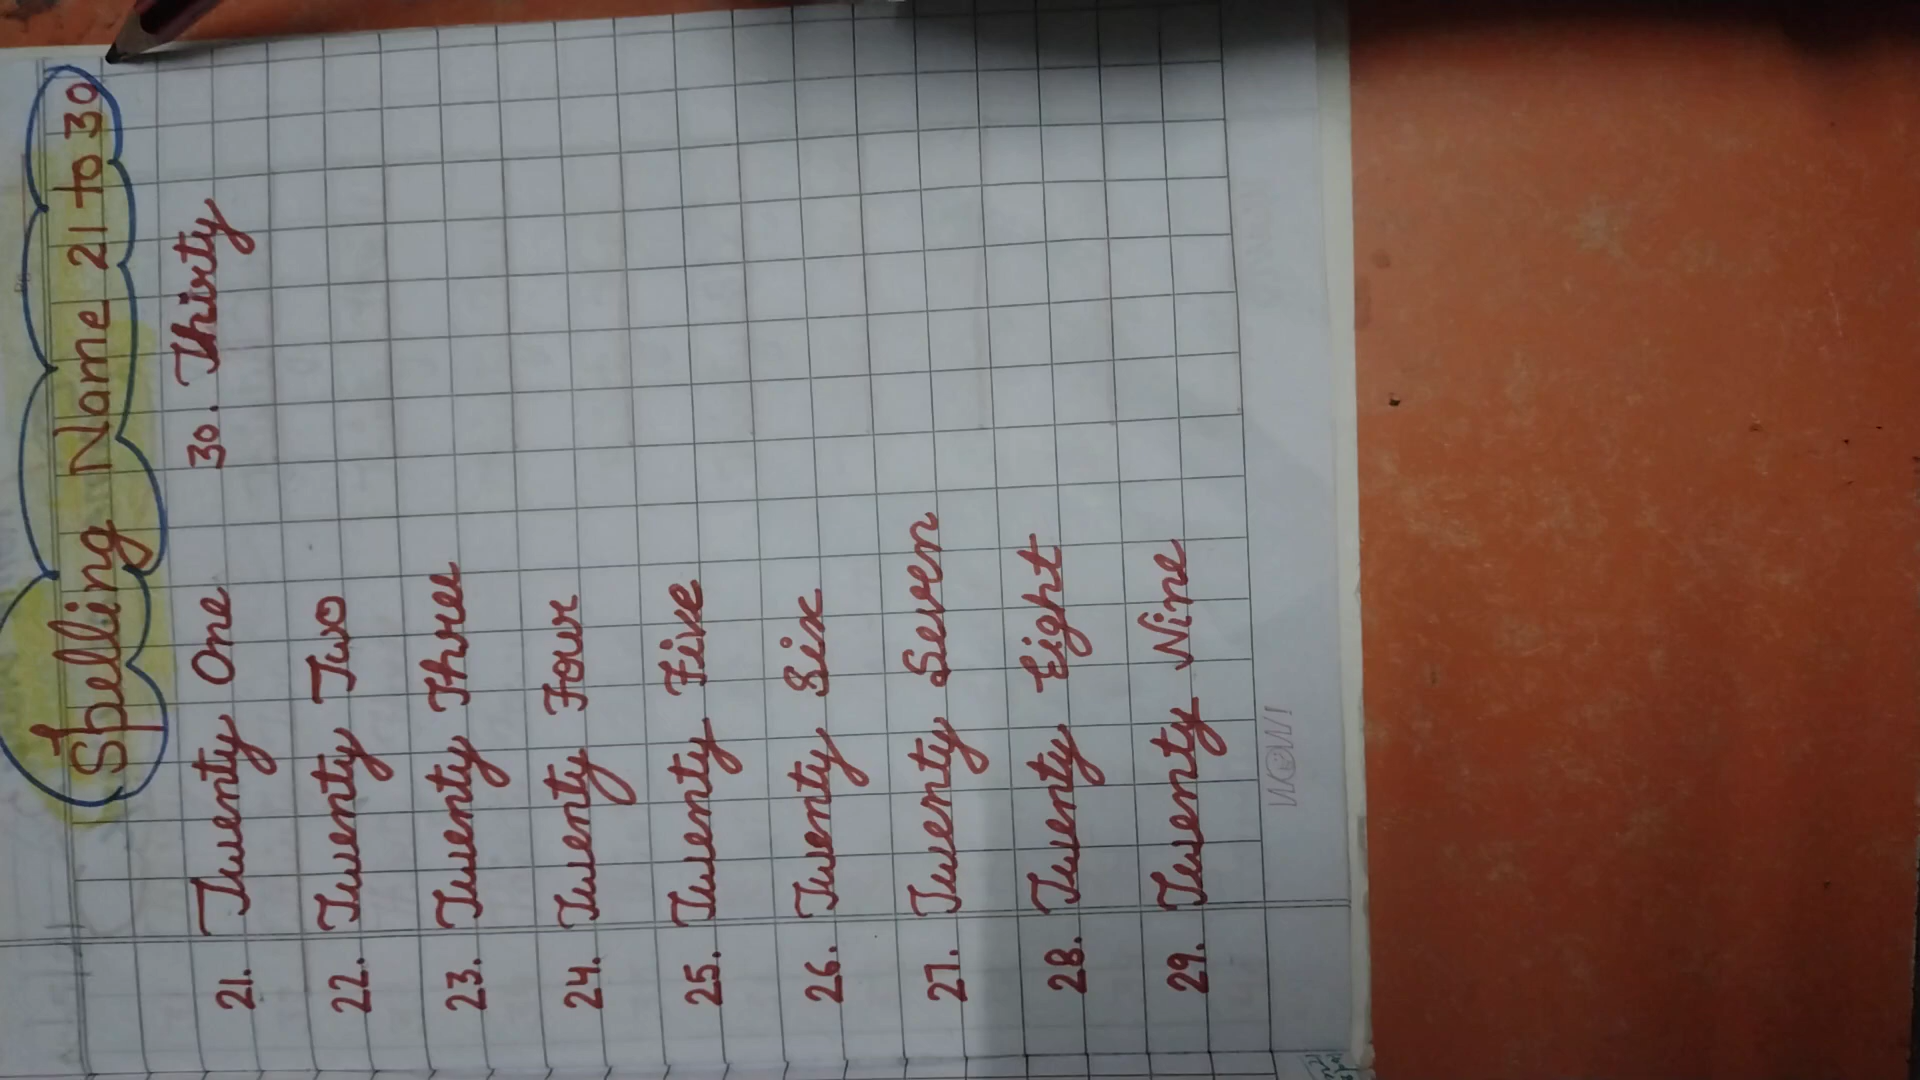 Spelling Name 21 to 30
21. Twenty One
22. Twenty Two
23. Twenty Three
24. Twenty Four
25. Twenty Five
26. Twenty Six
27. Twenty Seven
28. Twenty Eight
29. Twenty Nine
30. Thirty
WOW!